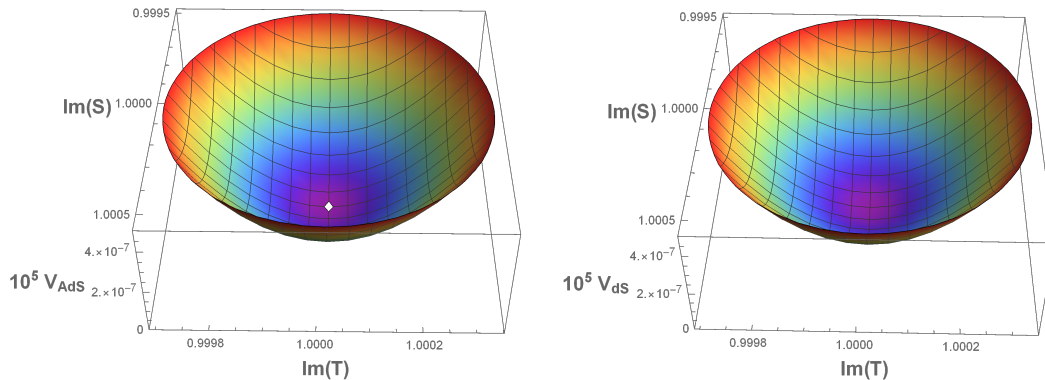 0.9995
Im(S) 1.0000
1.0005
4.×10⁻⁷
10⁵ V_AdS 2.×10⁻⁷
0
0.9998 1.0000 1.0002
Im(T)
0.9995
Im(S) 1.0000
1.0005
4.×10⁻⁷
10⁵ V_dS 2.×10⁻⁷
0
0.9998 1.0000 1.0002
Im(T)